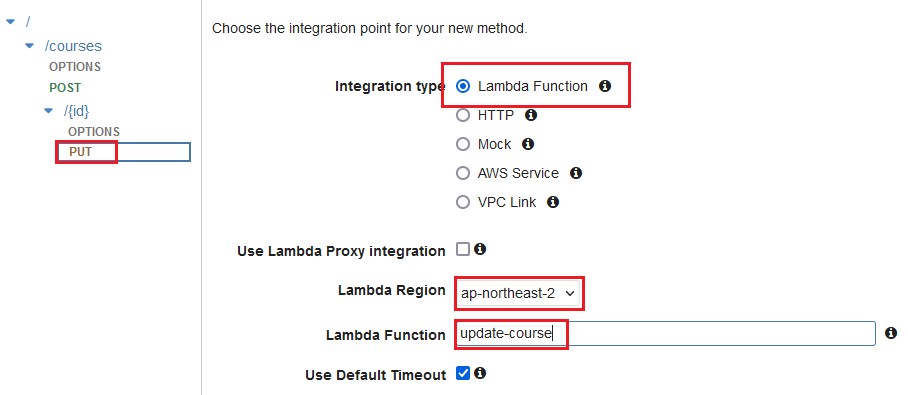 /
/courses
OPTIONS
POST
/{id}
OPTIONS
PUT
Choose the integration point for your new method.
Integration type Lambda Function
HTTP
Mock
AWS Service
VPC Link
Use Lambda Proxy integration
Lambda Region ap-northeast-2
Lambda Function update-course
Use Default Timeout